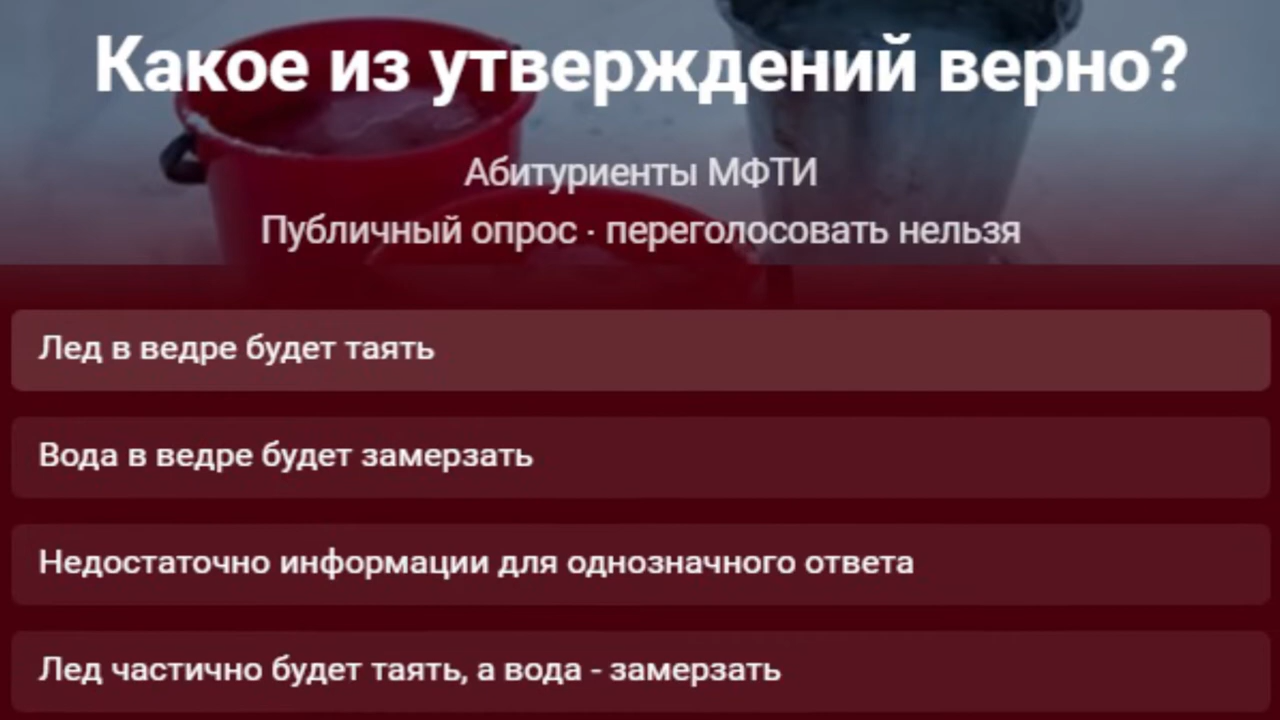 Какое из утверждений верно?
Абитуриенты МФТИ
Публичный опрос · переголосовать нельзя
Лед в ведре будет таять
Вода в ведре будет замерзать
Недостаточно информации для однозначного ответа
Лед частично будет таять, а вода - замерзать